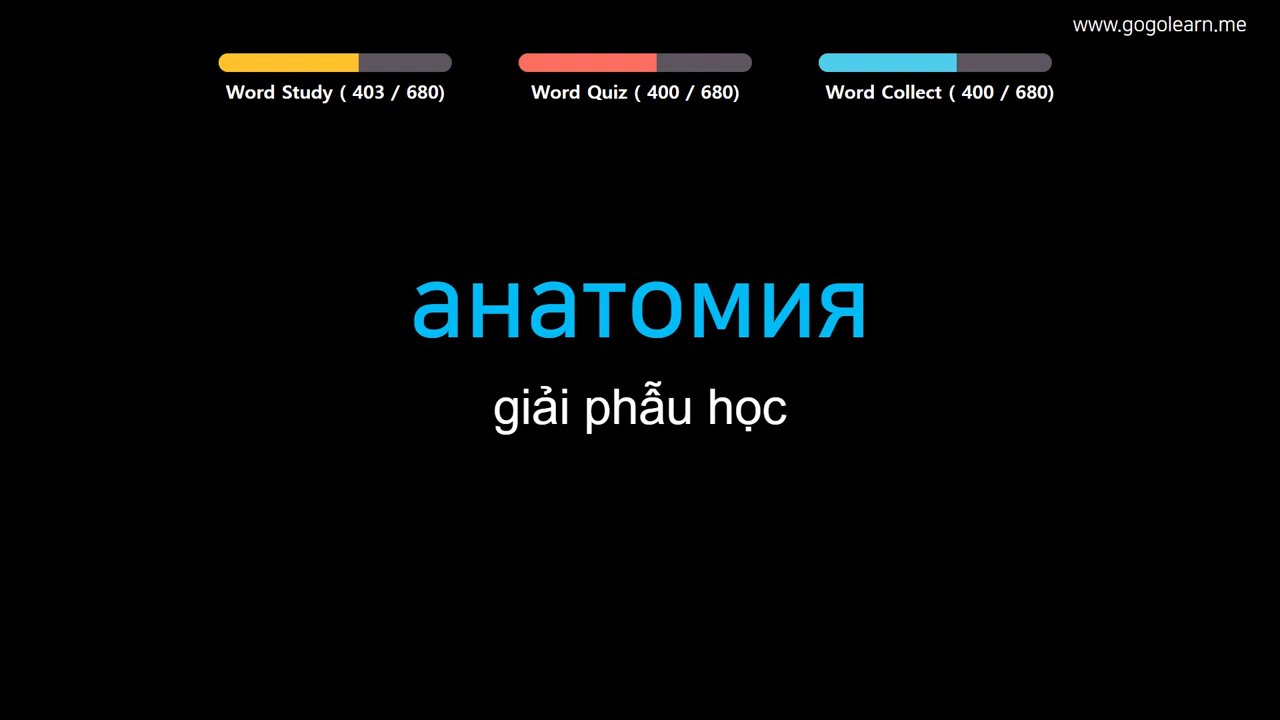 www.gogolearn.me
Word Study ( 403 / 680)
Word Quiz ( 400 / 680)
Word Collect ( 400 / 680)
анатомия
giải phẫu học